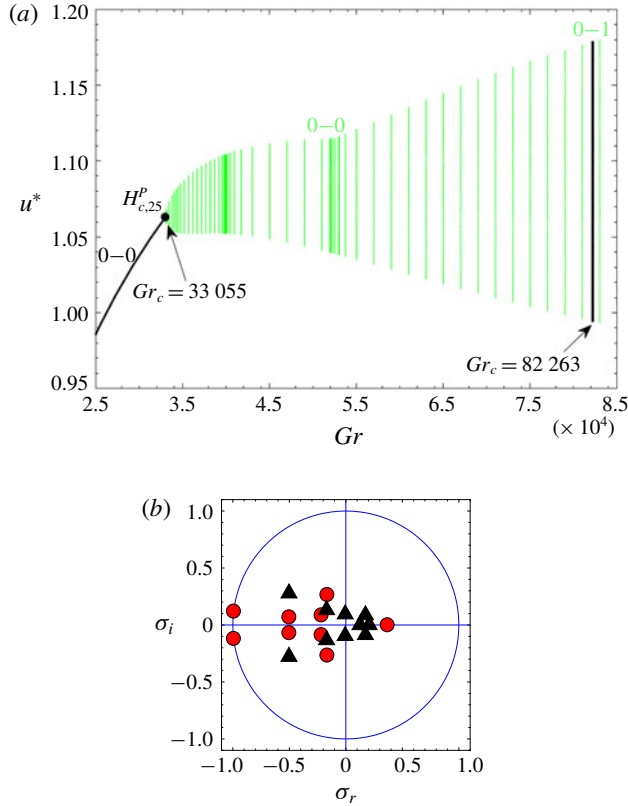 (a)
1.20
1.15
1.10
1.05
1.00
0.95
u*
0–1
0–0
H^P_{c,25}
0–0
Gr_c = 33 055
Gr_c = 82 263
2.5 3.5 4.5 5.5 6.5 7.5 8.5
(× 10^4)
Gr
(b)
1.0
0.5
0
−0.5
−1.0
σ_i
−1.0 −0.5 0 0.5 1.0
σ_r